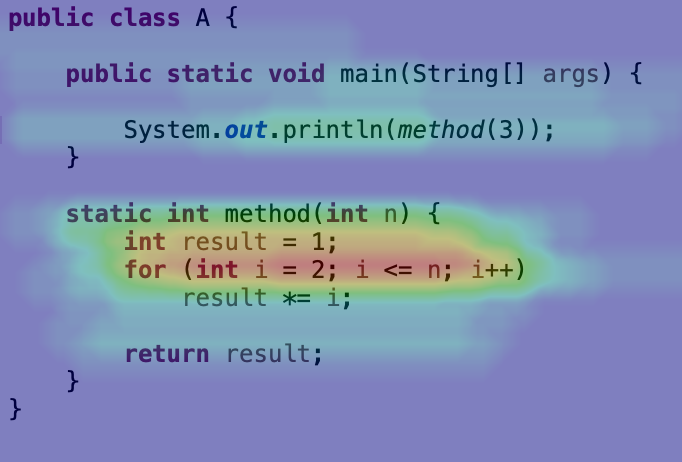 public class A {
public static void main(String[] args) {
System.out.println(method(3));
}
static int method(int n) {
int result = 1;
for (int i = 2; i <= n; i++)
result *= i;
return result;
}
}